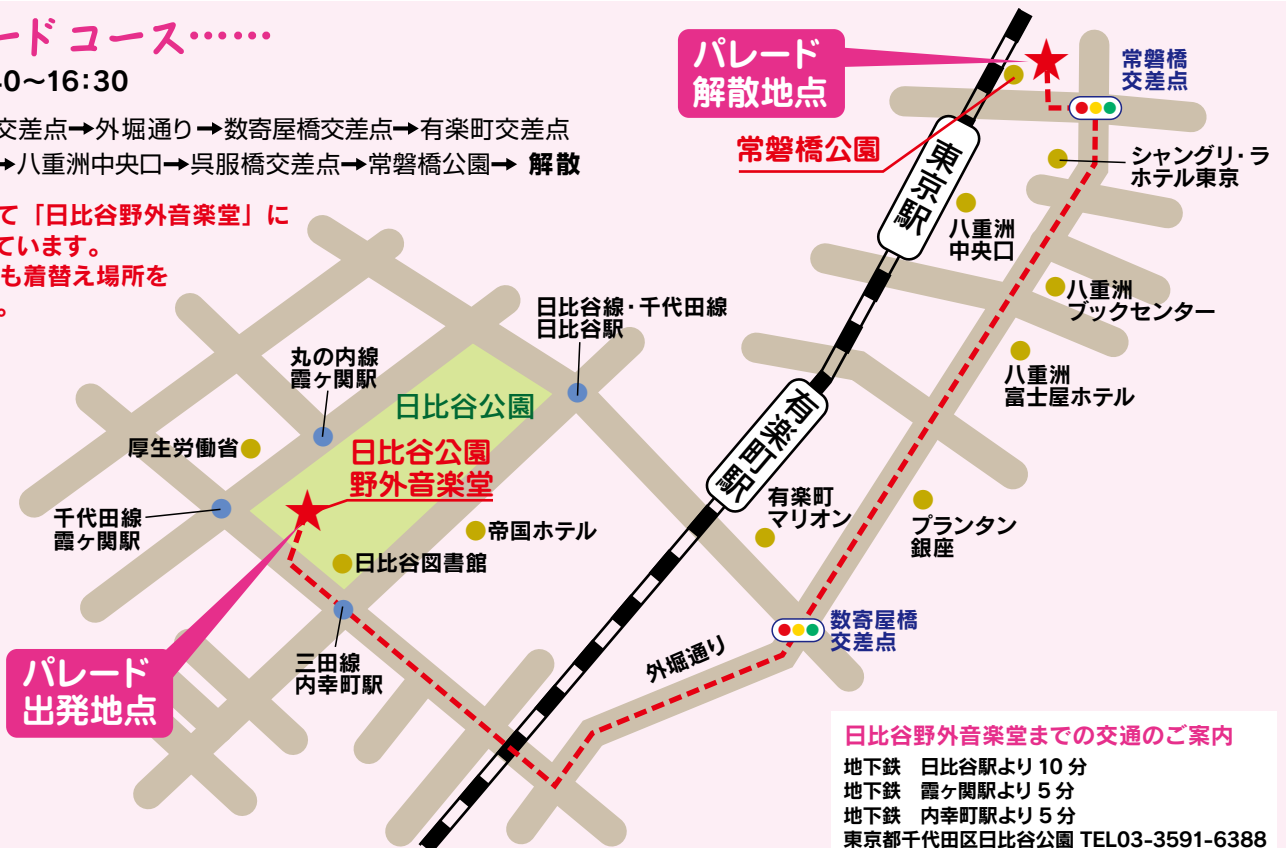 ードコース……
0～16：30
交差点→外堀通り→数寄屋橋交差点→有楽町交差点
→八重洲中央口→呉服橋交差点→常磐橋公園→ 解散
て「日比谷野外音楽堂」に
ています。
も着替え場所を
。
パレード
解散地点
常磐橋公園
常磐橋
交差点
東京駅
シャングリ・ラ
ホテル東京
八重洲
中央口
八重洲
ブックセンター
八重洲
富士屋ホテル
日比谷線・千代田線
日比谷駅
丸の内線
霞ヶ関駅
日比谷公園
厚生労働省
日比谷公園
野外音楽堂
有楽町駅
有楽町
マリオン
プランタン
銀座
千代田線
霞ヶ関駅
帝国ホテル
日比谷図書館
数寄屋橋
交差点
外堀通り
三田線
内幸町駅
パレード
出発地点
日比谷野外音楽堂までの交通のご案内
地下鉄　日比谷駅より 10 分
地下鉄　霞ヶ関駅より 5 分
地下鉄　内幸町駅より 5 分
東京都千代田区日比谷公園 TEL03-3591-6388